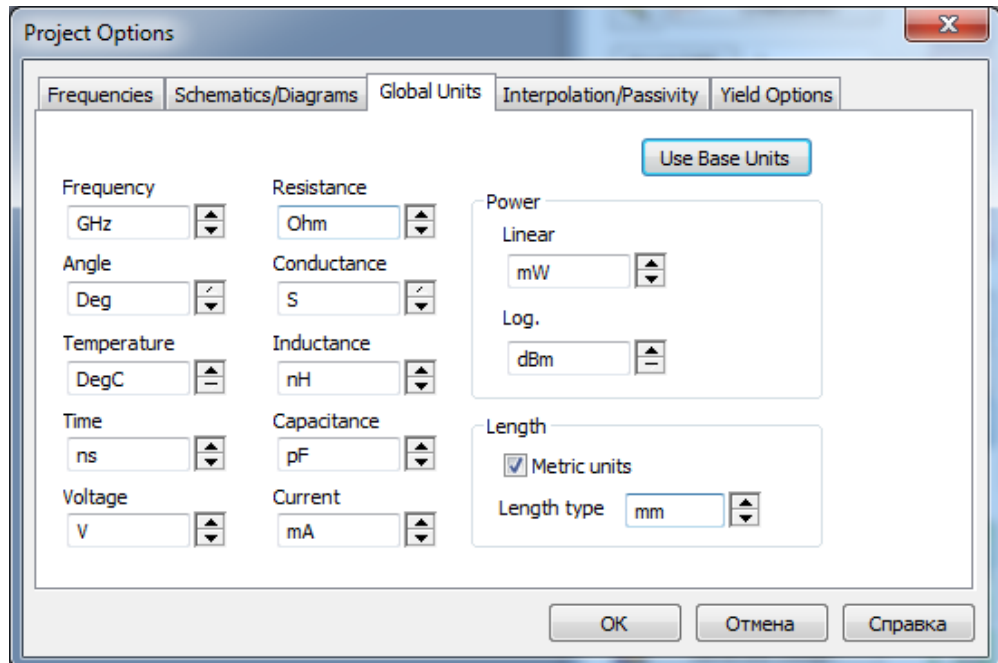 Project Options
Frequencies Schematics/Diagrams Global Units Interpolation/Passivity Yield Options
Use Base Units
Frequency Resistance
GHz Ohm
Power
Linear
mW
Angle Conductance
Deg S
Log.
dBm
Temperature Inductance
DegC nH
Time Capacitance
ns pF
Length
Metric units
Voltage Current
V mA
Length type mm
OK Отмена Справка